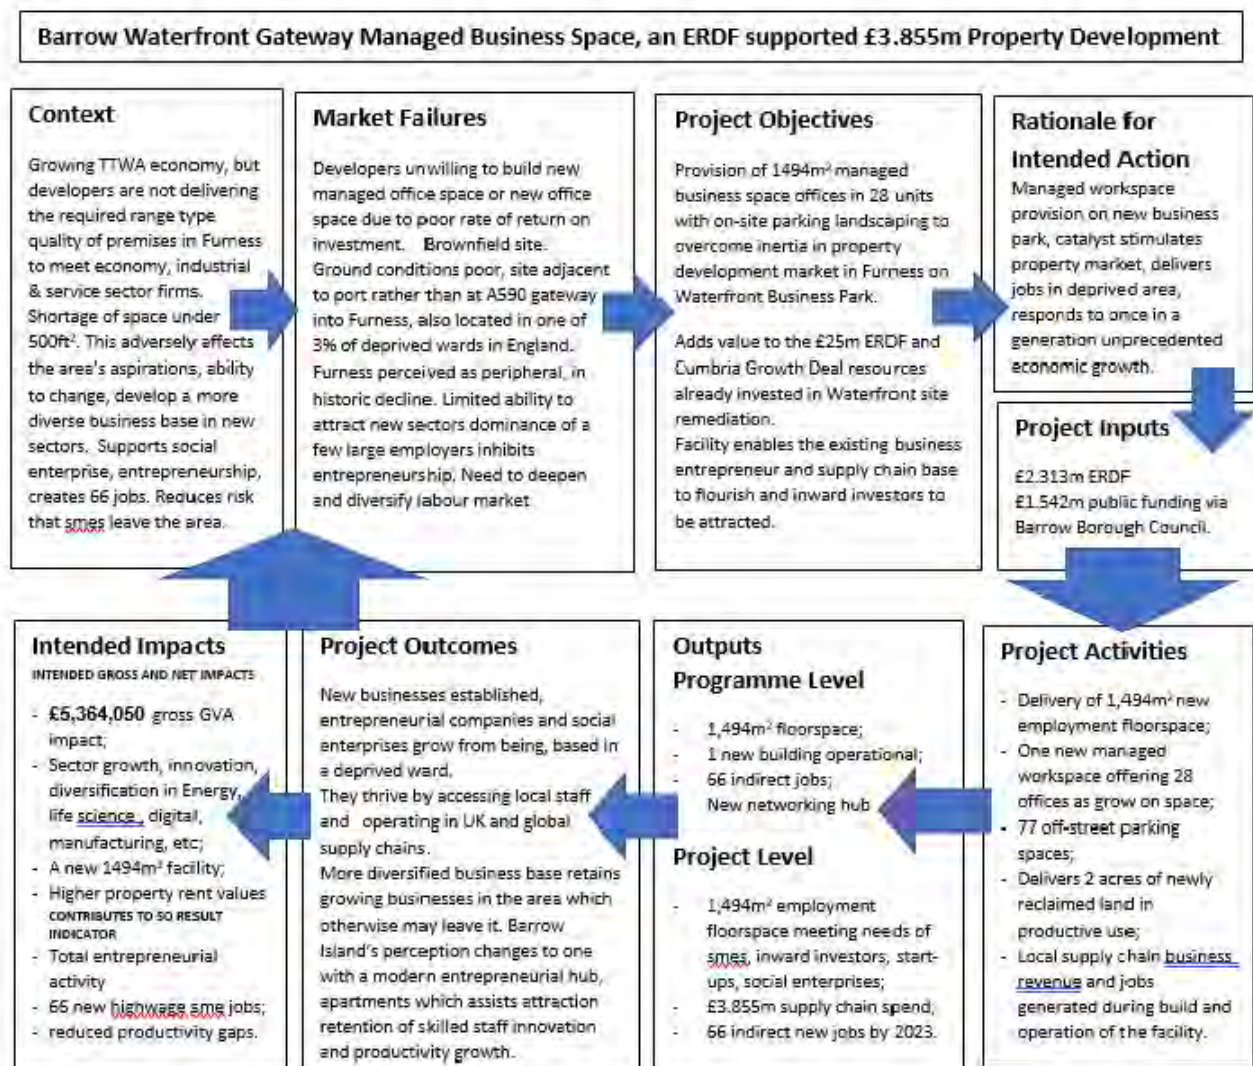 Barrow Waterfront Gateway Managed Business Space, an ERDF supported £3.855m Property Development
Context
Growing TTWA economy, but
developers are not delivering
the required range type
quality of premises in Furness
to meet economy, industrial
& service sector firms.
Shortage of space under
500ft². This adversely affects
the area's aspirations, ability
to change, develop a more
diverse business base in new
sectors. Supports social
enterprise, entrepreneurship,
creates 66 jobs. Reduces risk
that smes leave the area.
Market Failures
Developers unwilling to build new
managed office space or new office
space due to poor rate of return on
investment. Brownfield site.
Ground conditions poor, site adjacent
to port rather than at A590 gateway
into Furness, also located in one of
3% of deprived wards in England.
Furness perceived as peripheral, in
historic decline. Limited ability to
attract new sectors dominance of a
few large employers inhibits
entrepreneurship. Need to deepen
and diversify labour market
Project Objectives
Provision of 1494m² managed
business space offices in 28 units
with on-site parking landscaping to
overcome inertia in property
development market in Furness on
Waterfront Business Park.
Adds value to the £25m ERDF and
Cumbria Growth Deal resources
already invested in Waterfront site
remediation.
Facility enables the existing business
entrepreneur and supply chain base
to flourish and inward investors to
be attracted.
Rationale for
Intended Action
Managed workspace
provision on new business
park, catalyst stimulates
property market, delivers
jobs in deprived area,
responds to once in a
generation unprecedented
economic growth.
Project Inputs
£2.313m ERDF
£1.542m public funding via
Barrow Borough Council.
Project Activities
- Delivery of 1,494m² new
employment floorspace;
- One new managed
workspace offering 28
offices as grow on space;
- 77 off-street parking
spaces;
- Delivers 2 acres of newly
reclaimed land in
productive use;
- Local supply chain business
revenue and jobs
generated during build and
operation of the facility.
Outputs
Programme Level
- 1,494m² floorspace;
- 1 new building operational;
- 66 indirect jobs;
New networking hub
Project Level
- 1,494m² employment
floorspace meeting needs of
smes, inward investors, start-
ups, social enterprises;
- £3.855m supply chain spend;
- 66 indirect new jobs by 2023.
Project Outcomes
New businesses established,
entrepreneurial companies and social
enterprises grow from being, based in
a deprived ward.
They thrive by accessing local staff
and operating in UK and global
supply chains.
More diversified business base retains
growing businesses in the area which
otherwise may leave it. Barrow
Island's perception changes to one
with a modern entrepreneurial hub,
apartments which assists attraction
retention of skilled staff innovation
and productivity growth.
Intended Impacts
INTENDED GROSS AND NET IMPACTS
- £5,364,050 gross GVA
impact;
- Sector growth, innovation,
diversification in Energy,
life science , digital,
manufacturing, etc;
- A new 1494m² facility;
- Higher property rent values
CONTRIBUTES TO SO RESULT
INDICATOR
- Total entrepreneurial
activity
- 66 new highwage sme jobs;
- reduced productivity gaps.